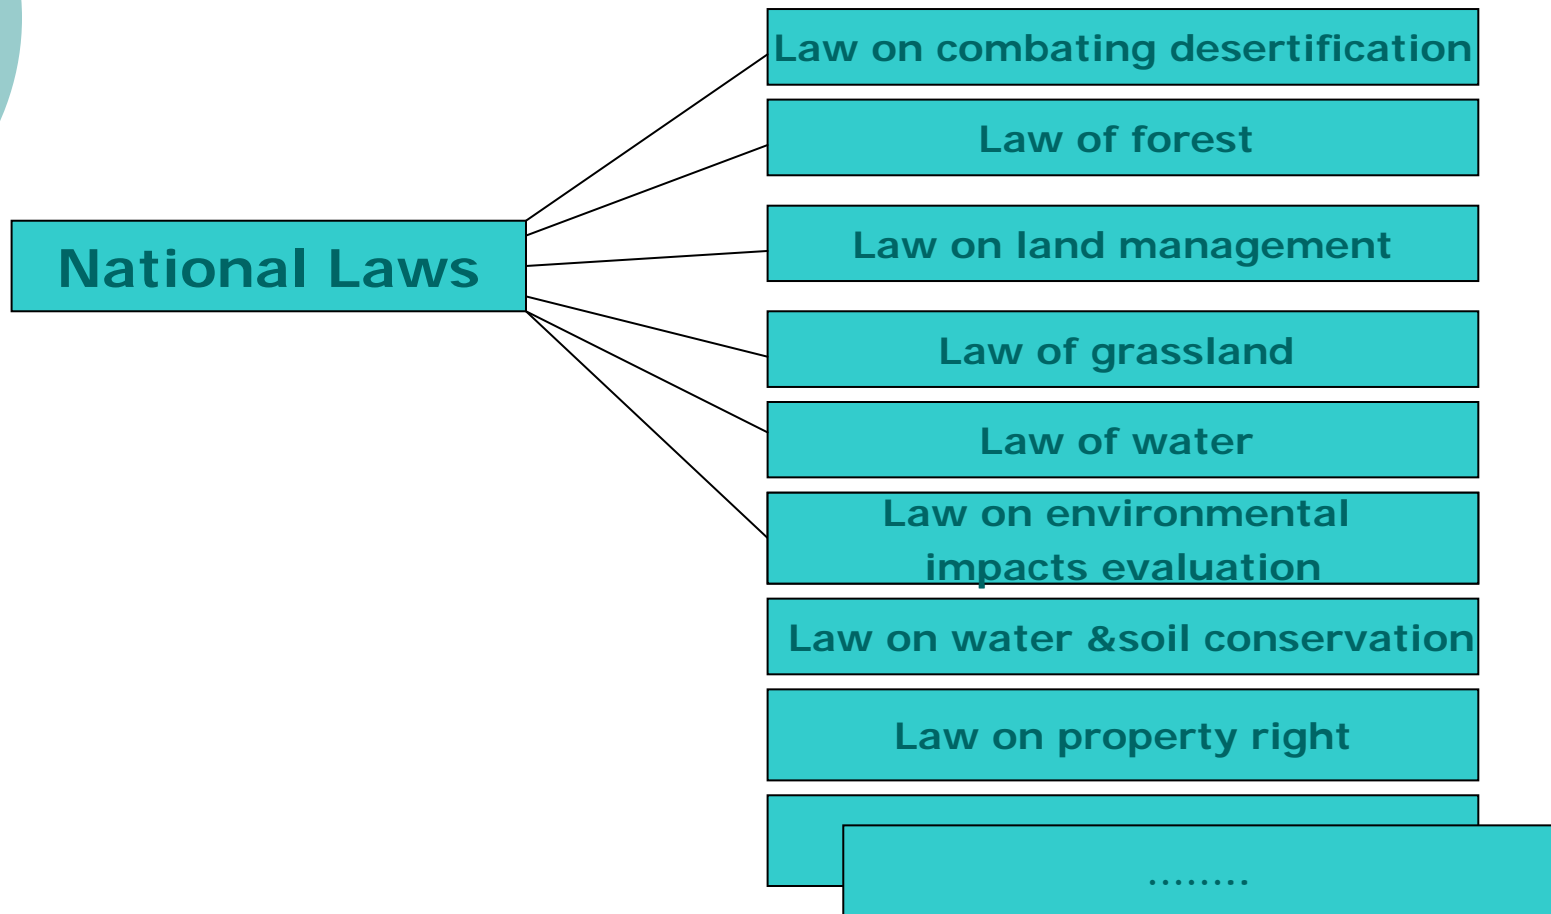 Law on combating desertification
Law of forest
National Laws
Law on land management
Law of grassland
Law of water
Law on environmental
impacts evaluation
Law on water &soil conservation
Law on property right
........